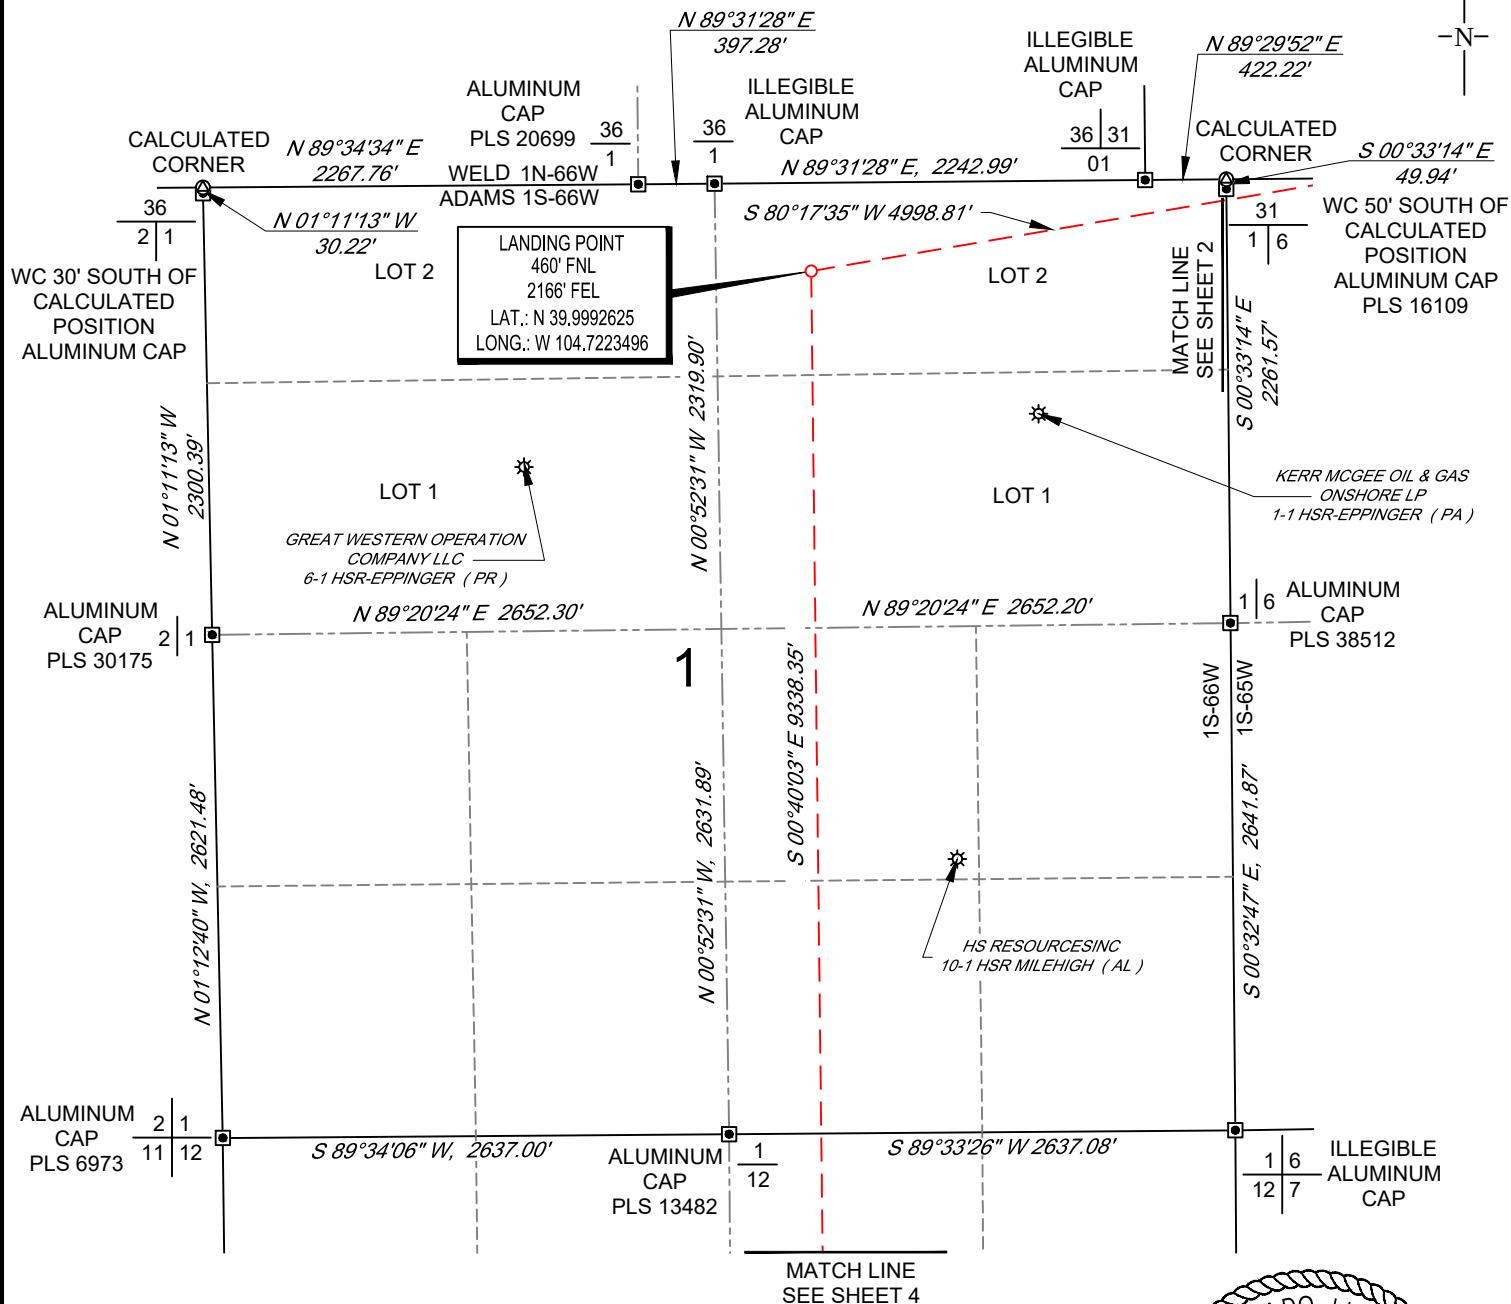 N 89°31'28" E
397.28'
-N-
ILLEGIBLE
ALUMINUM
CAP
N 89°29'52" E
422.22'
ALUMINUM
CAP
PLS 20699
36
1
36
1
ILLEGIBLE
ALUMINUM
CAP
36 31
01
CALCULATED
CORNER
N 89°34'34" E
2267.76'
WELD 1N-66W
ADAMS 1S-66W
N 89°31'28" E, 2242.99'
CALCULATED
CORNER
S 00°33'14" E
49.94'
36
2 1
N 01°11'13" W
30.22'
WC 30' SOUTH OF
CALCULATED
POSITION
ALUMINUM CAP
LOT 2
LANDING POINT
460' FNL
2166' FEL
LAT.: N 39.9992625
LONG.: W 104.7223496
S 80°17'35" W 4998.81'
LOT 2
MATCH LINE
SEE SHEET 2
31
1 6
WC 50' SOUTH OF
CALCULATED
POSITION
ALUMINUM CAP
PLS 16109
S 00°33'14" E
2261.57'
N 01°11'13" W
2300.39'
N 00°52'31" W 2319.90'
LOT 1
LOT 1
GREAT WESTERN OPERATION
COMPANY LLC
6-1 HSR-EPPINGER ( PR )
KERR MCGEE OIL & GAS
ONSHORE LP
1-1 HSR-EPPINGER ( PA )
N 89°20'24" E 2652.30'
N 89°20'24" E 2652.20'
ALUMINUM
CAP
PLS 30175
2 1
1 6
ALUMINUM
CAP
PLS 38512
1
S 00°40'03" E 9338.35'
1S-66W
1S-65W
N 01°12'40" W, 2621.48'
N 00°52'31" W, 2631.89'
S 00°32'47" E, 2641.87'
HS RESOURCESINC
10-1 HSR MILEHIGH ( AL )
ALUMINUM
CAP
PLS 6973
2 1
11 12
S 89°34'06" W, 2637.00'
ALUMINUM
CAP
PLS 13482
1
12
S 89°33'26" W 2637.08'
1 6
12 7
ILLEGIBLE
ALUMINUM
CAP
MATCH LINE
SEE SHEET 4